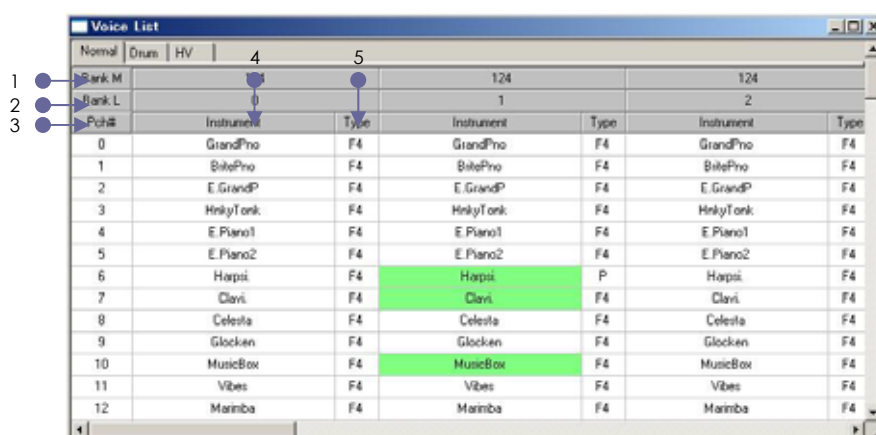 Voice List
Normal Drum HV
4 5
1 Bank M 124 124 124
2 Bank L 0 1 2
3 Pch# Instrument Type Instrument Type Instrument Type
0 GrandPno F4 GrandPno F4 GrandPno F4
1 BritePno F4 BritePno F4 BritePno F4
2 E.GrandP F4 E.GrandP F4 E.GrandP F4
3 HnkyTonk F4 HnkyTonk F4 HnkyTonk F4
4 E.Piano1 F4 E.Piano1 F4 E.Piano1 F4
5 E.Piano2 F4 E.Piano2 F4 E.Piano2 F4
6 Harpsi. F4 Harpsi. P Harpsi. F4
7 Clavi. F4 Clavi. F4 Clavi. F4
8 Celesta F4 Celesta F4 Celesta F4
9 Glocken F4 Glocken F4 Glocken F4
10 MusicBox F4 MusicBox F4 MusicBox F4
11 Vibes F4 Vibes F4 Vibes F4
12 Marimba F4 Marimba F4 Marimba F4